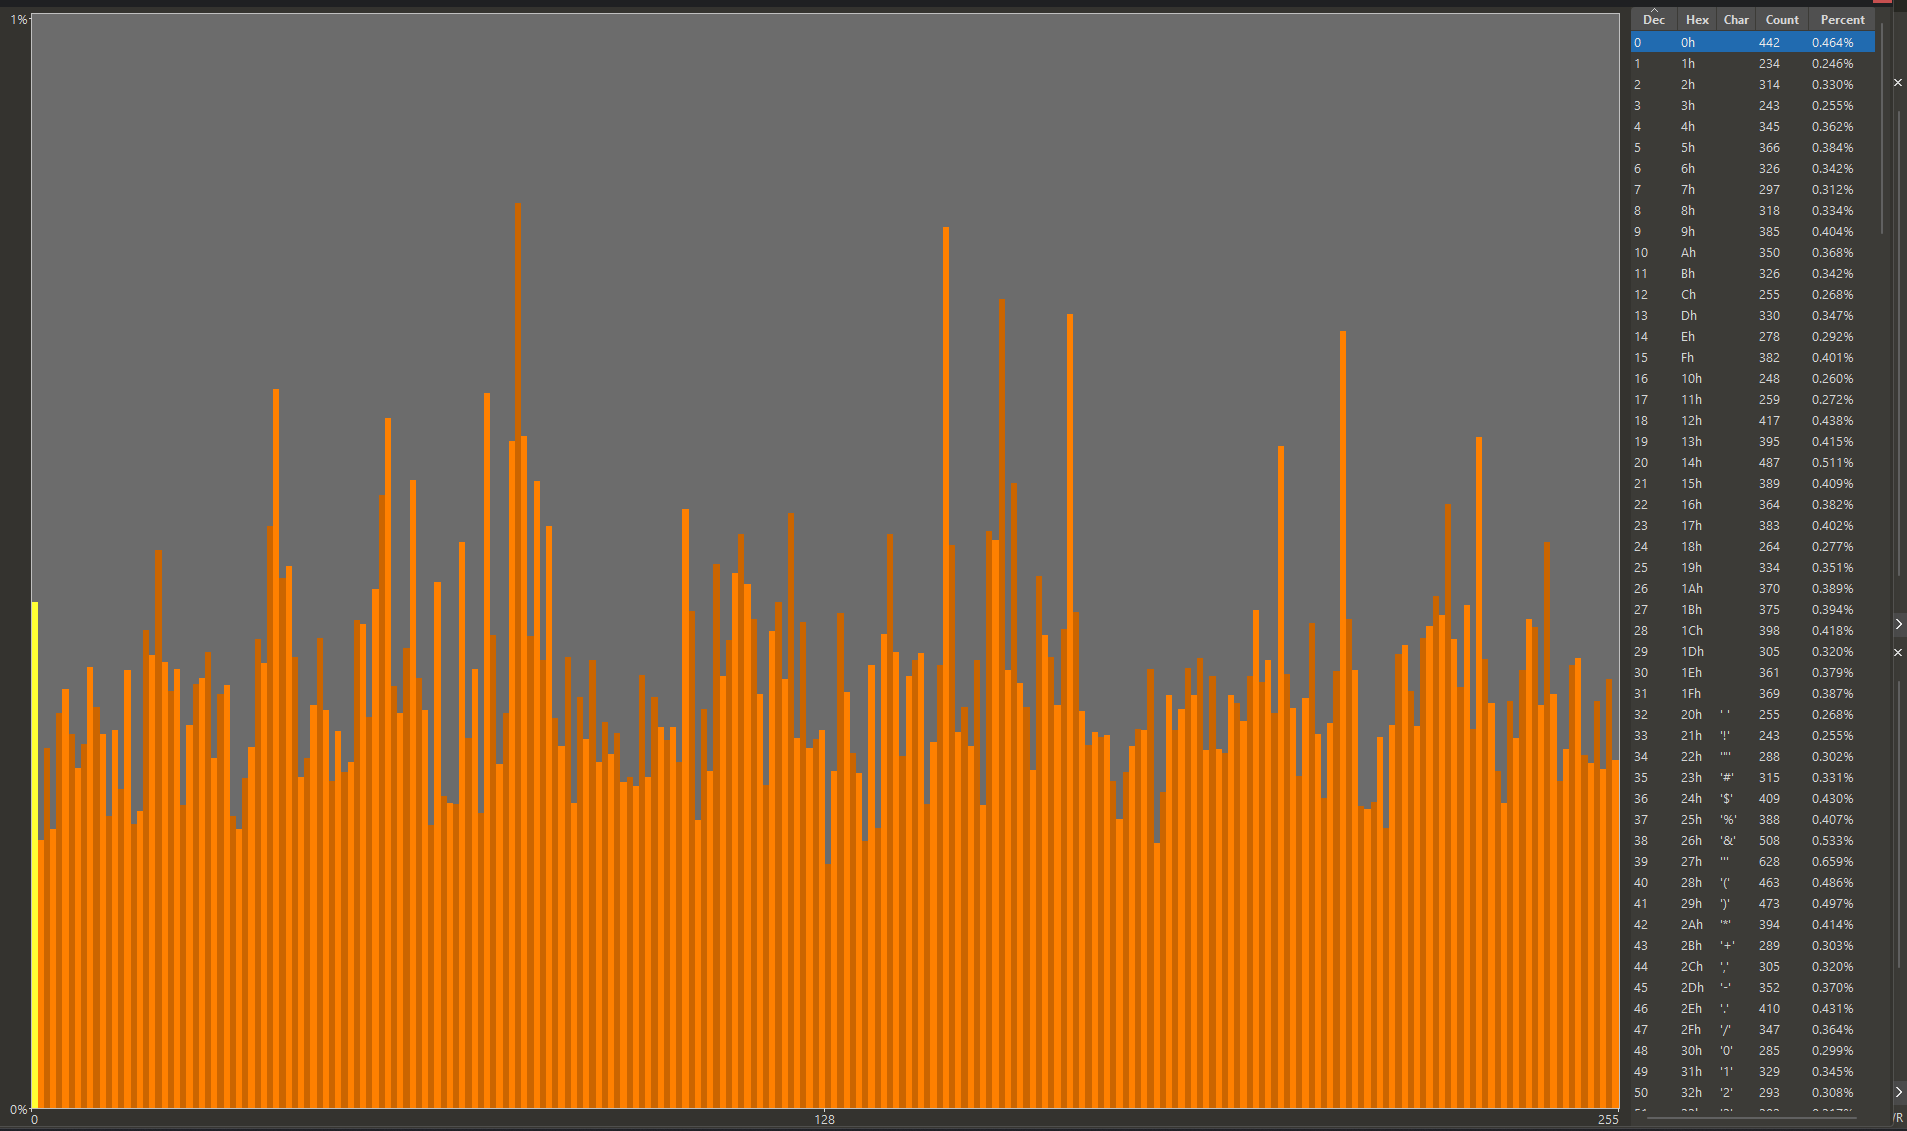 1%
0%
0 128 255
Dec Hex Char Count Percent
0 0h 442 0.464%
1 1h 234 0.246%
2 2h 314 0.330%
3 3h 243 0.255%
4 4h 345 0.362%
5 5h 366 0.384%
6 6h 326 0.342%
7 7h 297 0.312%
8 8h 318 0.334%
9 9h 385 0.404%
10 Ah 350 0.368%
11 Bh 326 0.342%
12 Ch 255 0.268%
13 Dh 330 0.347%
14 Eh 278 0.292%
15 Fh 382 0.401%
16 10h 248 0.260%
17 11h 259 0.272%
18 12h 417 0.438%
19 13h 395 0.415%
20 14h 487 0.511%
21 15h 389 0.409%
22 16h 364 0.382%
23 17h 383 0.402%
24 18h 264 0.277%
25 19h 334 0.351%
26 1Ah 370 0.389%
27 1Bh 375 0.394%
28 1Ch 398 0.418%
29 1Dh 305 0.320%
30 1Eh 361 0.379%
31 1Fh 369 0.387%
32 20h ' ' 255 0.268%
33 21h '!' 243 0.255%
34 22h '"' 288 0.302%
35 23h '#' 315 0.331%
36 24h '$' 409 0.430%
37 25h '%' 388 0.407%
38 26h '&' 508 0.533%
39 27h ''' 628 0.659%
40 28h '(' 463 0.486%
41 29h ')' 473 0.497%
42 2Ah '*' 394 0.414%
43 2Bh '+' 289 0.303%
44 2Ch ',' 305 0.320%
45 2Dh '-' 352 0.370%
46 2Eh '.' 410 0.431%
47 2Fh '/' 347 0.364%
48 30h '0' 285 0.299%
49 31h '1' 329 0.345%
50 32h '2' 293 0.308%